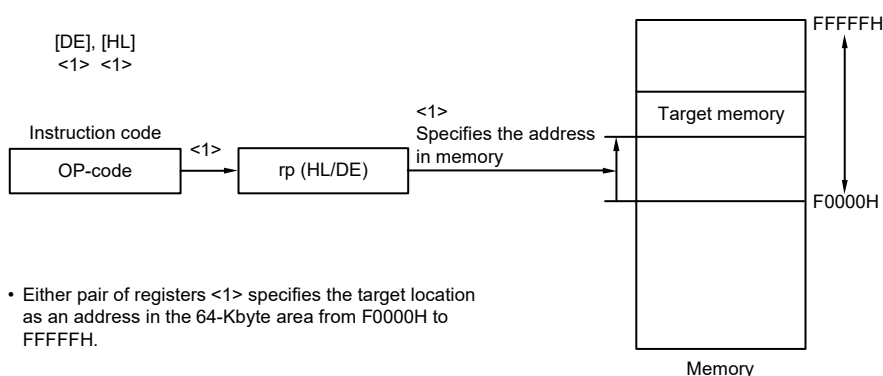 [DE], [HL]
<1> <1>
Instruction code
OP-code
<1>
rp (HL/DE)
<1>
Specifies the address
in memory
FFFFFH
Target memory
F0000H
Memory
• Either pair of registers <1> specifies the target location
as an address in the 64-Kbyte area from F0000H to
FFFFFH.